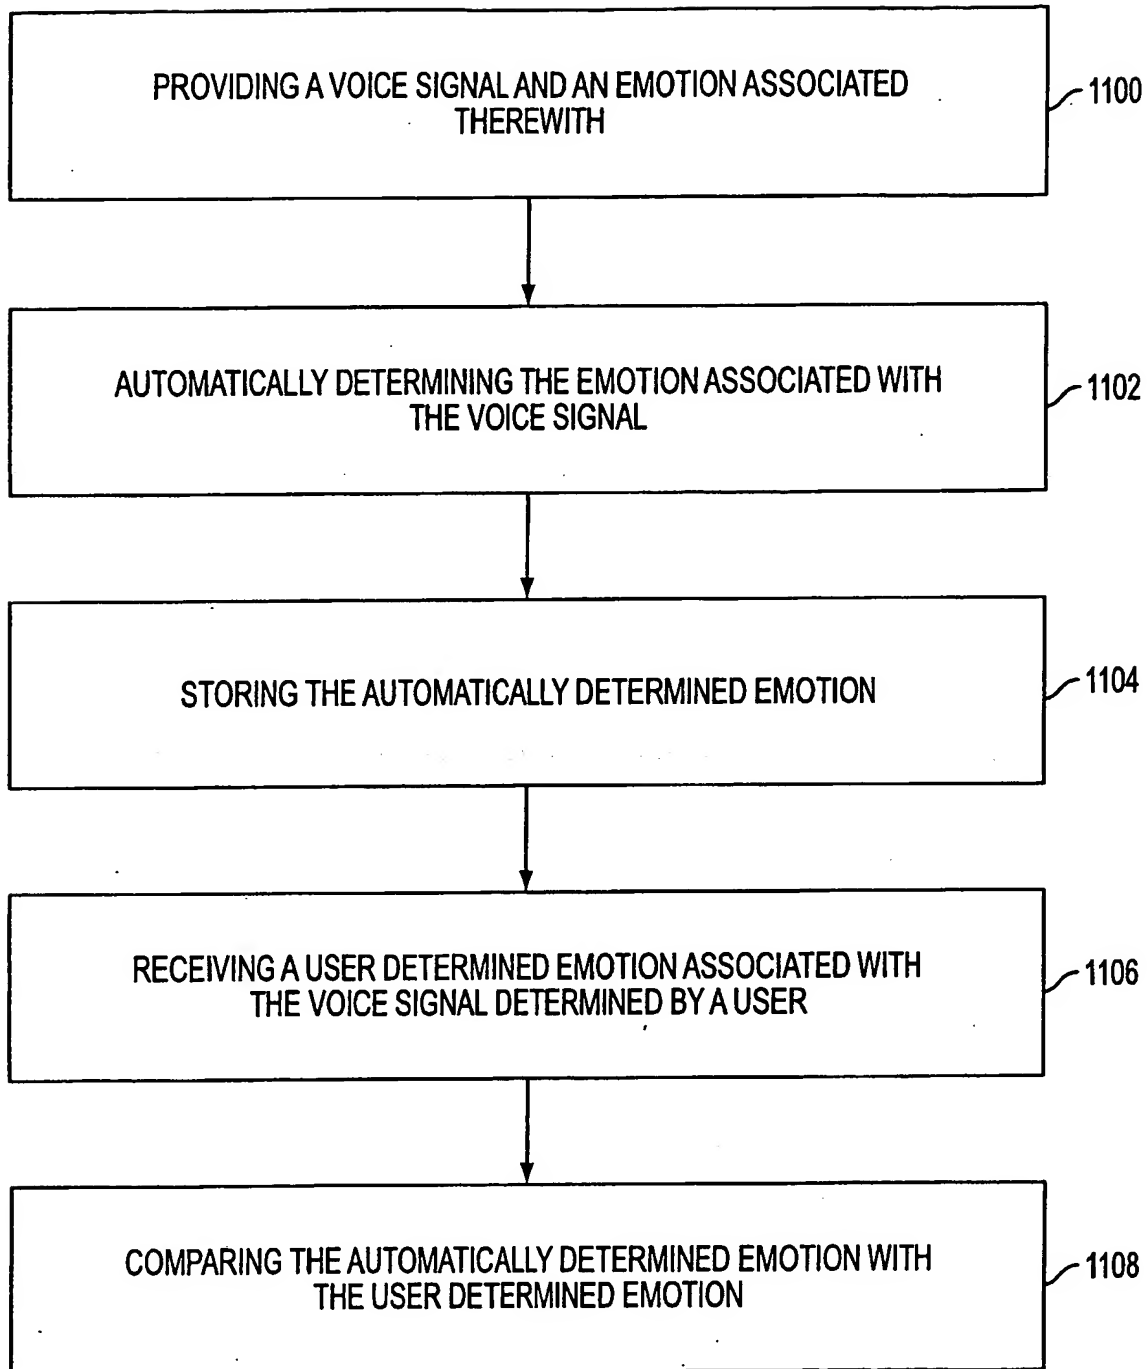 PROVIDING A VOICE SIGNAL AND AN EMOTION ASSOCIATED
THEREWITH
1100
AUTOMATICALLY DETERMINING THE EMOTION ASSOCIATED WITH
THE VOICE SIGNAL
1102
STORING THE AUTOMATICALLY DETERMINED EMOTION
1104
RECEIVING A USER DETERMINED EMOTION ASSOCIATED WITH
THE VOICE SIGNAL DETERMINED BY A USER
1106
COMPARING THE AUTOMATICALLY DETERMINED EMOTION WITH
THE USER DETERMINED EMOTION
1108